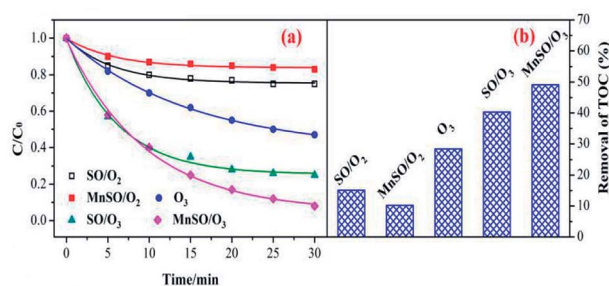 (a)
(b)
1.0
0.8
0.6
0.4
0.2
0.0
C/C₀
SO/O₂
MnSO/O₂
O₃
SO/O₃
MnSO/O₃
0 5 10 15 20 25 30
Time/min
SO/O₂
MnSO/O₂
O₃
SO/O₃
MnSO/O₃
70
60
50
40
30
20
10
0
Removal of TOC (%)